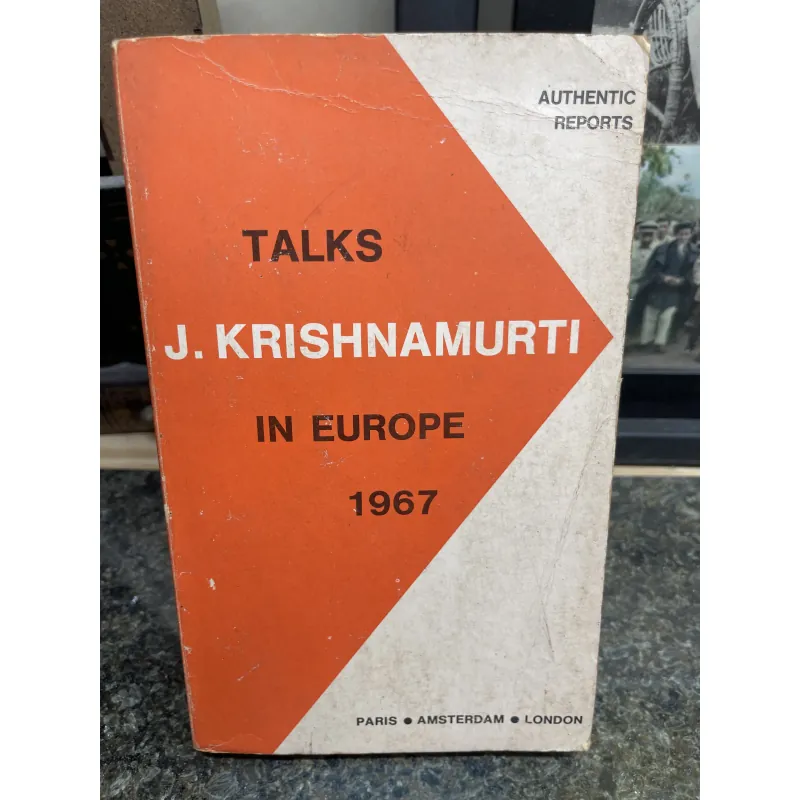 AUTHENTIC
REPORTS
TALKS
J. KRISHNAMURTI
IN EUROPE
1967
PARIS ● AMSTERDAM ● LONDON